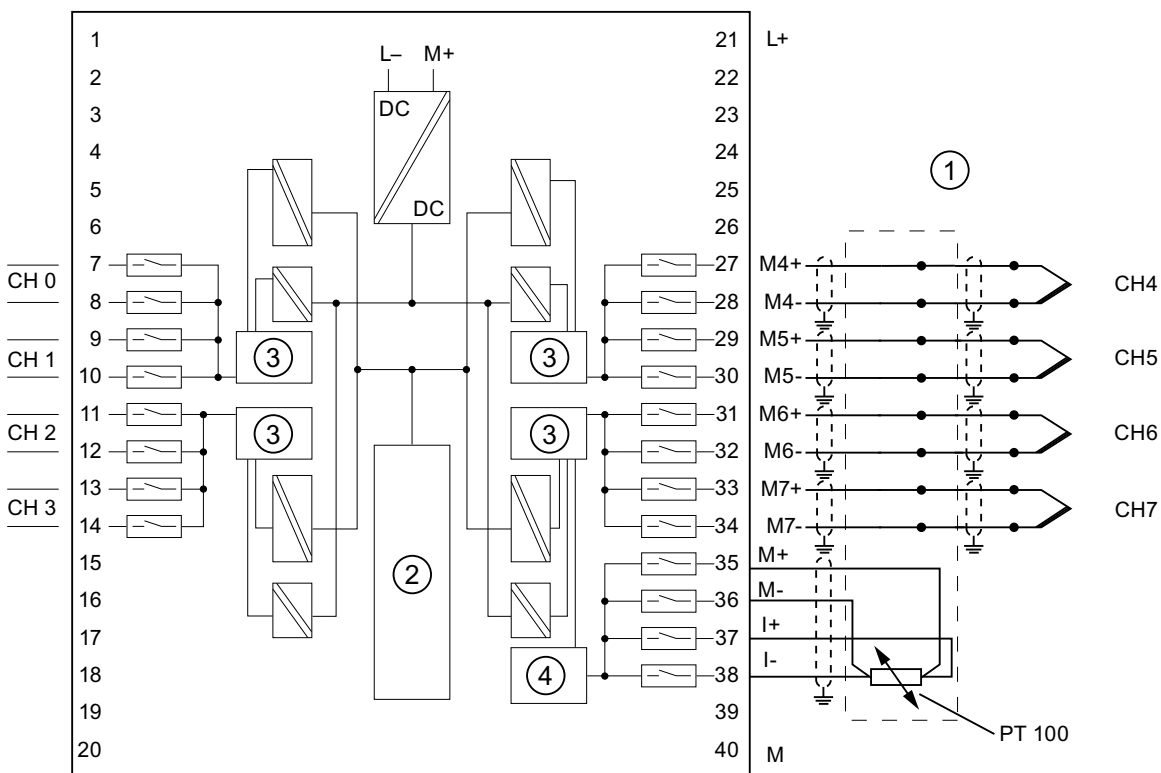 1 21 L+
L– M+
2 22
DC
3 23
4 24
①
5 25
DC
6 26
7 27 M4+
CH 0 CH4
8 28 M4-
9 29 M5+
③ ③
CH 1 CH5
10 30 M5-
11 31 M6+
③ ③
CH 2 CH6
12 32 M6-
13 33 M7+
CH 3 CH7
14 34 M7-
15 35 M+
②
16 36 M-
17 37 I+
18 ④ 38 I-
19 39
PT 100
20 40 M